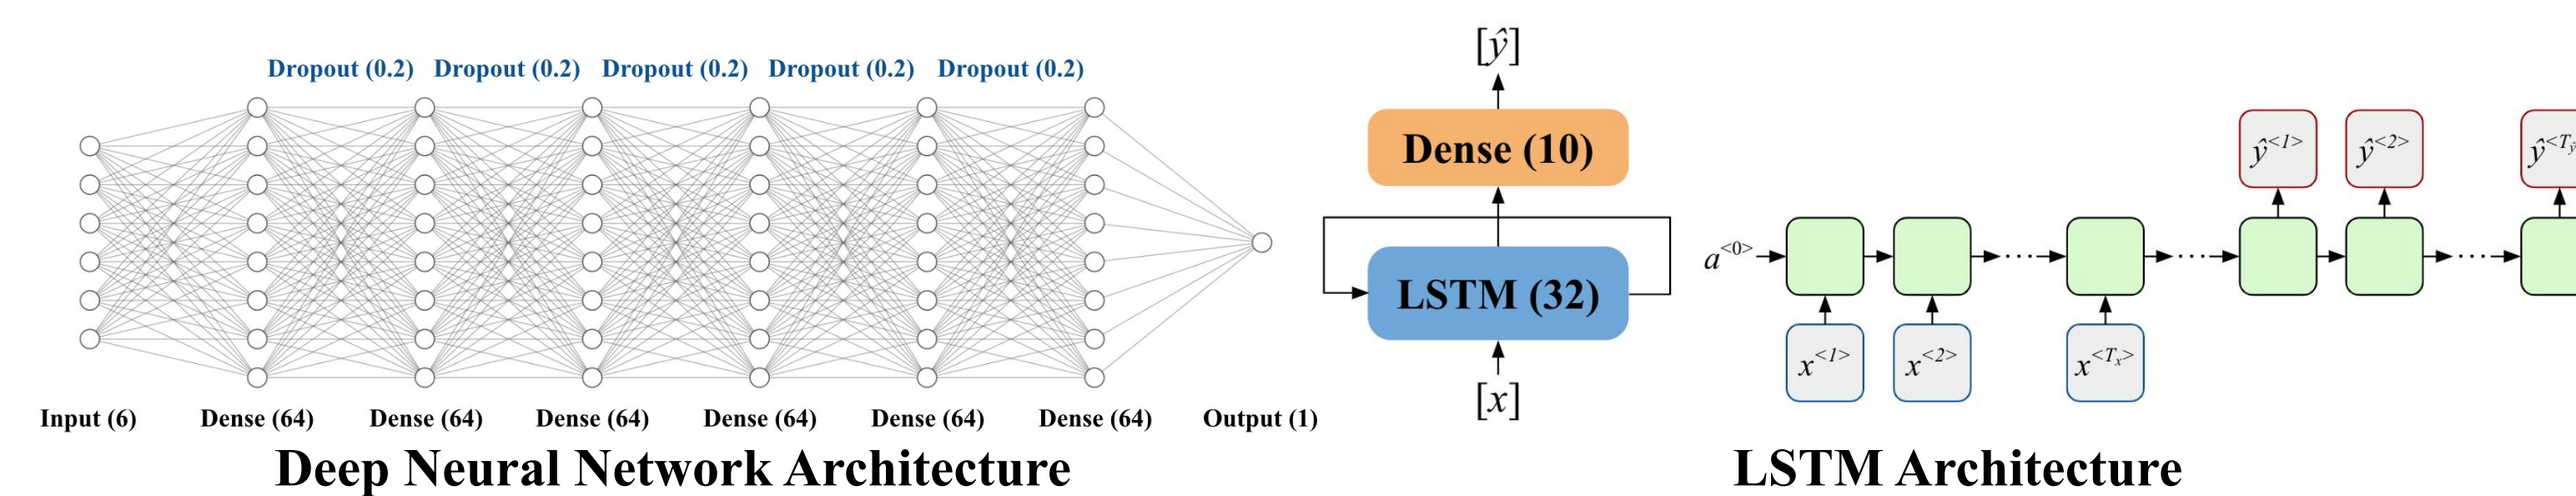 Dropout (0.2) Dropout (0.2) Dropout (0.2) Dropout (0.2) Dropout (0.2)
Input (6) Dense (64) Dense (64) Dense (64) Dense (64) Dense (64) Dense (64) Output (1)
Deep Neural Network Architecture
[ŷ]
Dense (10)
LSTM (32)
[x]
ŷ<1> ŷ<2>
a<0>
x<1> x<2> x<Tx>
LSTM Architecture